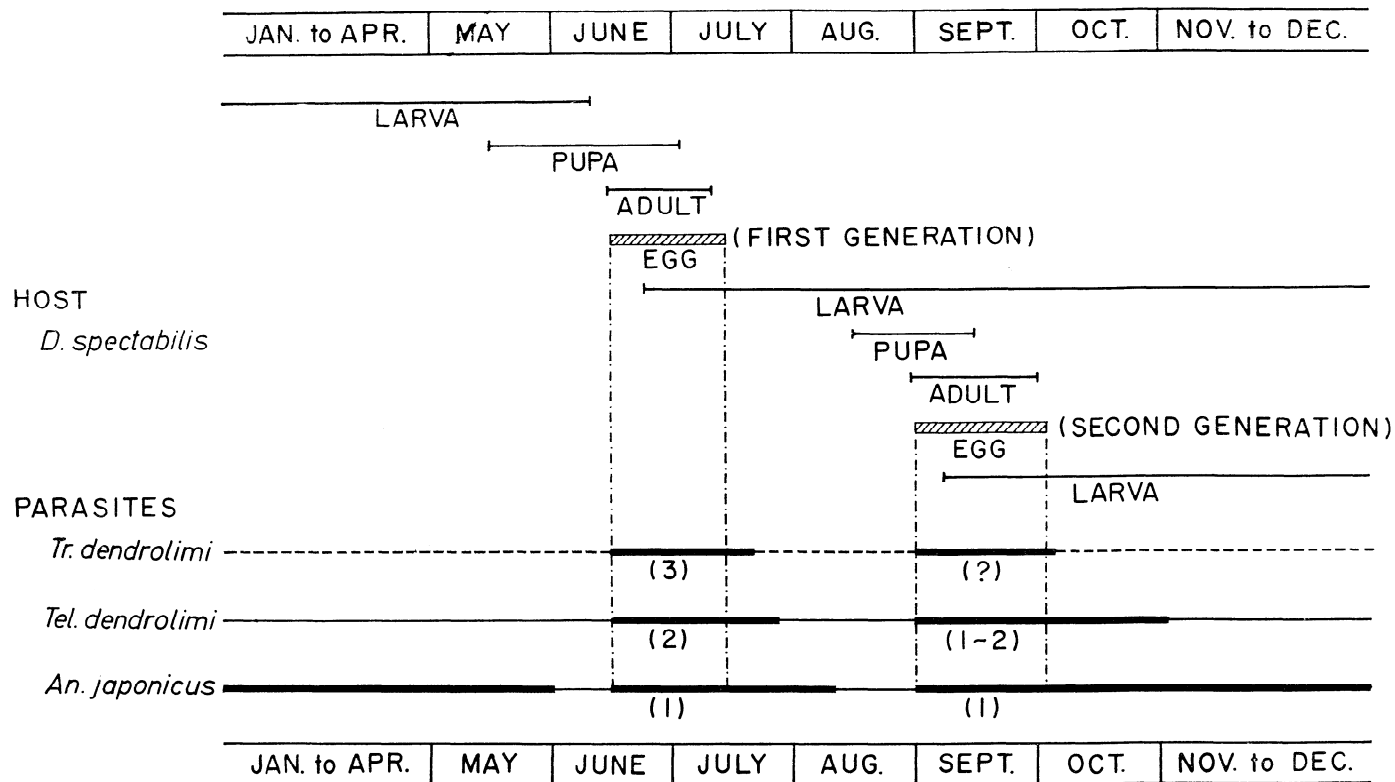 JAN. to APR. MAY JUNE JULY AUG. SEPT. OCT. NOV. to DEC.
LARVA
PUPA
ADULT
(FIRST GENERATION)
EGG
HOST
LARVA
D. spectabilis
PUPA
ADULT
(SECOND GENERATION)
EGG
LARVA
PARASITES
Tr. dendrolimi
(3) (?)
Tel. dendrolimi
(2) (1-2)
An. japonicus
(1) (1)
JAN. to APR. MAY JUNE JULY AUG. SEPT. OCT. NOV. to DEC.